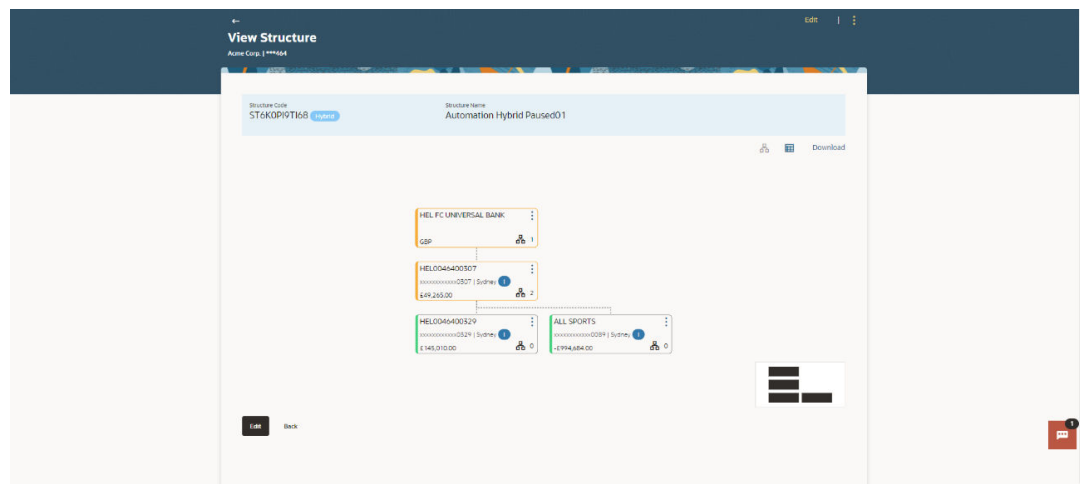 ←
View Structure
Acme Corp. | ***464
Edit | ⋮
Structure Code
ST6K0PI9TI68 Hybrid
Structure Name
Automation Hybrid Paused01
Download
HEL FC UNIVERSAL BANK
GBP 1
HEL0046400307
xxxxxxxxxxxx0307 | Sydney
£49,265.00 2
HEL0046400329
xxxxxxxxxxxx0329 | Sydney
£149,010.00 0
ALL SPORTS
xxxxxxxxxxxx0089 | Sydney
-£994,684.00 0
Edit Back
1